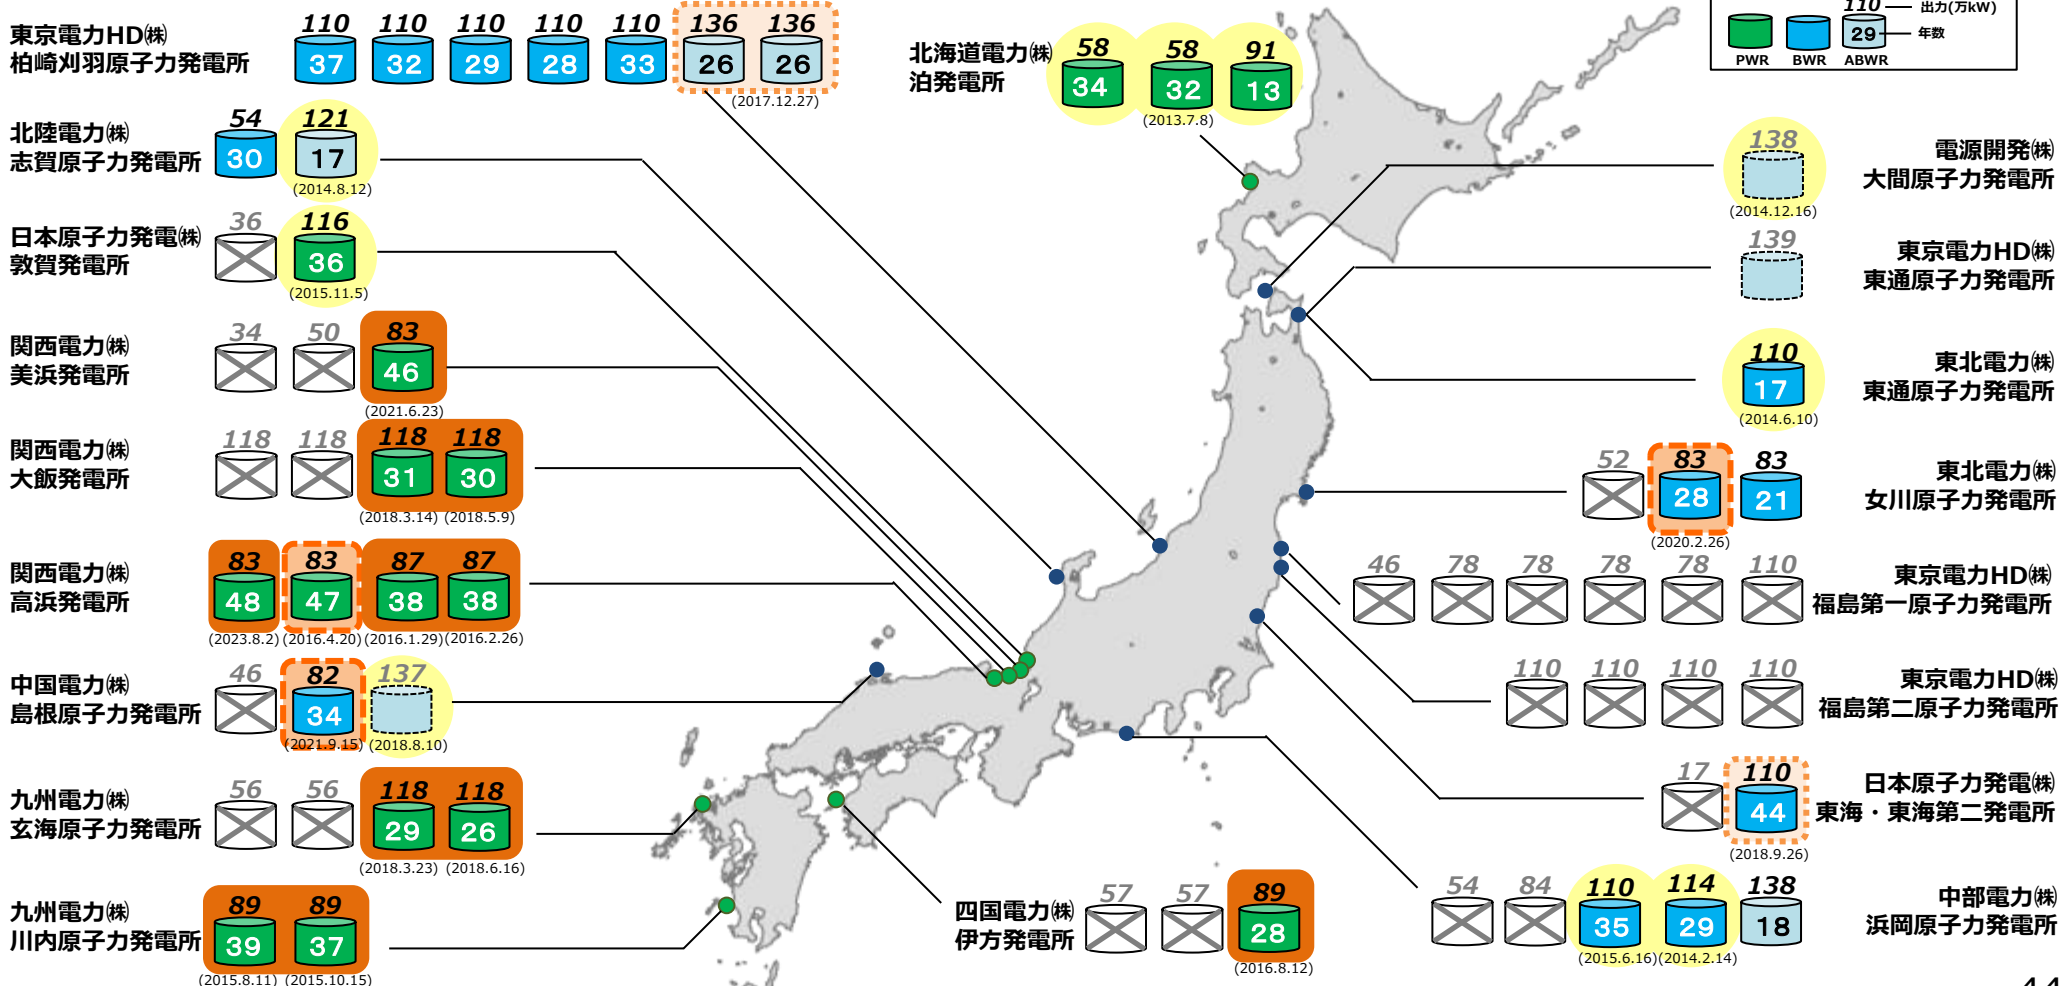 東京電力HD㈱
柏崎刈羽原子力発電所
110 110 110 110 110 136 136
37 32 29 28 33 26 26
(2017.12.27)
北陸電力㈱
志賀原子力発電所
54 121
30 17
(2014.8.12)
日本原子力発電㈱
敦賀発電所
36 116
36
(2015.11.5)
関西電力㈱
美浜発電所
34 50 83
46
(2021.6.23)
関西電力㈱
大飯発電所
118 118 118 118
31 30
(2018.3.14) (2018.5.9)
関西電力㈱
高浜発電所
83 83 87 87
48 47 38 38
(2023.8.2) (2016.4.20) (2016.1.29) (2016.2.26)
中国電力㈱
島根原子力発電所
46 82 137
34
(2021.9.15) (2018.8.10)
九州電力㈱
玄海原子力発電所
56 56 118 118
29 26
(2018.3.23) (2018.6.16)
九州電力㈱
川内原子力発電所
89 89
39 37
(2015.8.11) (2015.10.15)
北海道電力㈱
泊発電所
58 58 91
34 32 13
(2013.7.8)
110 出力(万kW)
29 年数
PWR BWR ABWR
138
電源開発㈱
大間原子力発電所
(2014.12.16)
139
東京電力HD㈱
東通原子力発電所
110
17
東北電力㈱
東通原子力発電所
(2014.6.10)
52 83 83
28 21
東北電力㈱
女川原子力発電所
(2020.2.26)
46 78 78 78 78 110
東京電力HD㈱
福島第一原子力発電所
110 110 110 110
東京電力HD㈱
福島第二原子力発電所
17 110
44
日本原子力発電㈱
東海・東海第二発電所
(2018.9.26)
54 84 110 114 138
35 29 18
中部電力㈱
浜岡原子力発電所
(2015.6.16) (2014.2.14)
四国電力㈱
伊方発電所
57 57 89
28
(2016.8.12)